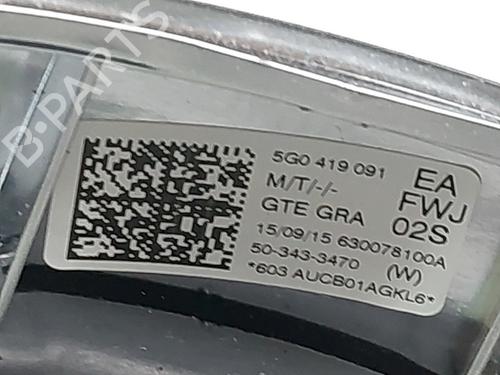 B-PARTS
5G0 419 091 EA
M/T/-/- FWJ
GTE GRA 02S
15/09/15 630078100A
50-343-3470 (W)
*603 AUCB01AGKL6*